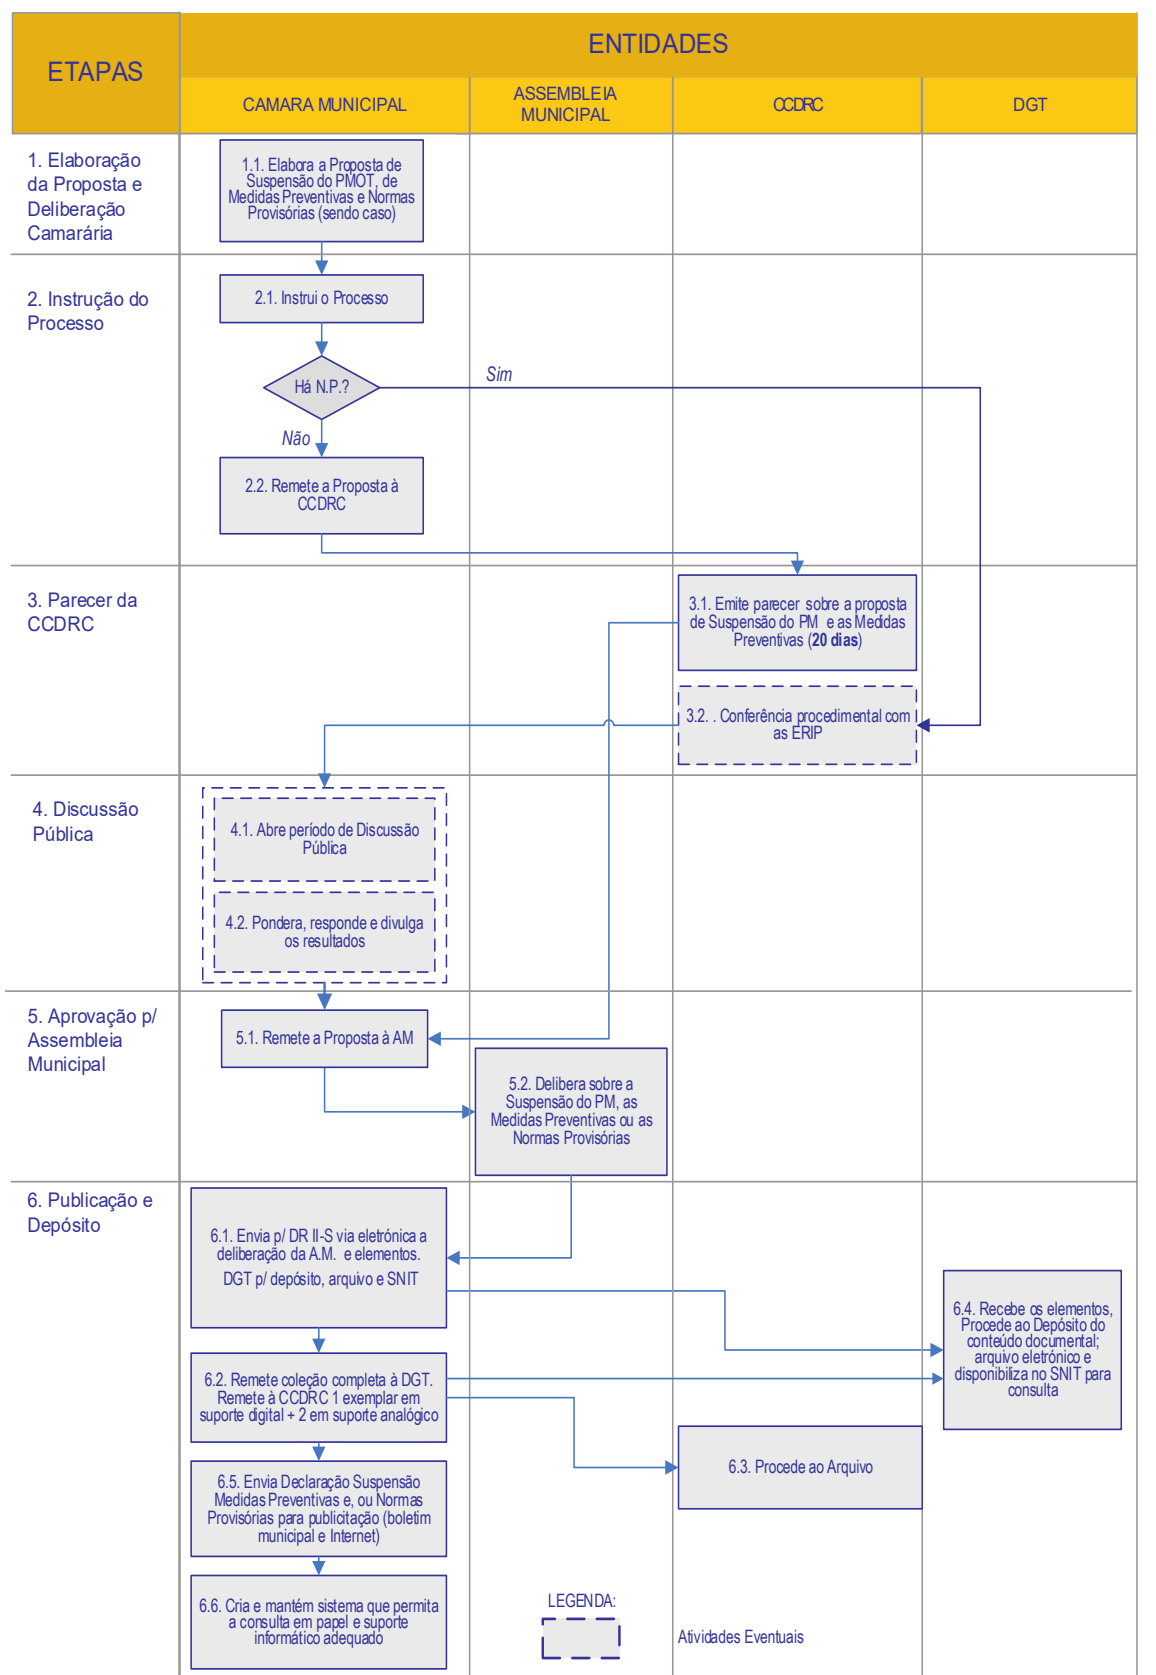 ETAPAS
ENTIDADES
CAMARA MUNICIPAL
ASSEMBLEIA
MUNICIPAL
CCDRC
DGT
1. Elaboração
da Proposta e
Deliberação
Camarária
1.1. Elabora a Proposta de
Suspensão do PMOT, de
Medidas Preventivas e Normas
Provisórias (sendo caso)
2. Instrução do
Processo
2.1. Instrui o Processo
Há N.P.?
Sim
Não
2.2. Remete a Proposta à
CCDRC
3. Parecer da
CCDRC
3.1. Emite parecer sobre a proposta
de Suspensão do PM e as Medidas
Preventivas (20 dias)
3.2. . Conferência procedimental com
as ERIP
4. Discussão
Pública
4.1. Abre período de Discussão
Pública
4.2. Pondera, responde e divulga
os resultados
5. Aprovação p/
Assembleia
Municipal
5.1. Remete a Proposta à AM
5.2. Delibera sobre a
Suspensão do PM, as
Medidas Preventivas ou as
Normas Provisórias
6. Publicação e
Depósito
6.1. Envia p/ DR II-S via eletrónica a
deliberação da A.M. e elementos.
DGT p/ depósito, arquivo e SNIT
6.4. Recebe os elementos,
Procede ao Depósito do
conteúdo documental;
arquivo eletrónico e
disponibiliza no SNIT para
consulta
6.2. Remete coleção completa à DGT.
Remete à CCDRC 1 exemplar em
suporte digital + 2 em suporte analógico
6.3. Procede ao Arquivo
6.5. Envia Declaração Suspensão
Medidas Preventivas e, ou Normas
Provisórias para publicitação (boletim
municipal e Internet)
6.6. Cria e mantém sistema que permita
a consulta em papel e suporte
informático adequado
LEGENDA:
Atividades Eventuais